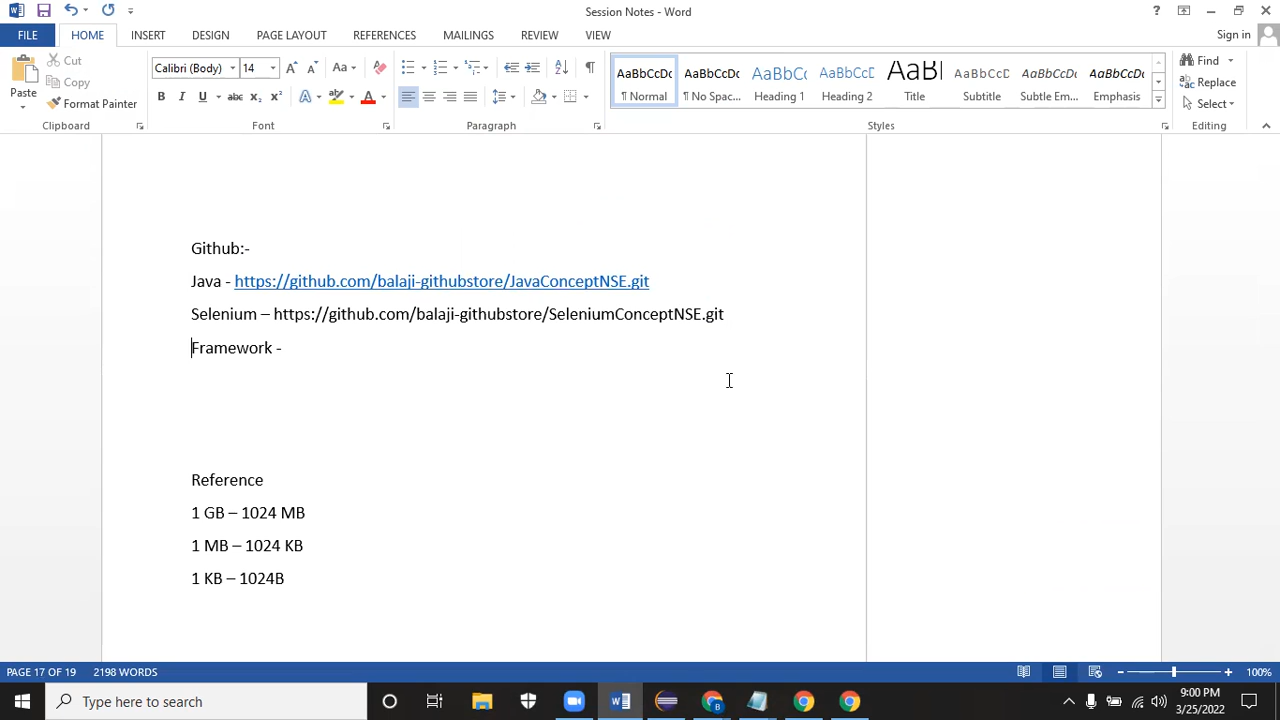 Session Notes - Word
?
Sign in
FILE
HOME
INSERT
DESIGN
PAGE LAYOUT
REFERENCES
MAILINGS
REVIEW
VIEW
Paste
Cut
Copy
Format Painter
Clipboard
Calibri (Body)
14
Aa
B I U abc x₂ x²
A
A
Font
Paragraph
AaBbCcDc
¶ Normal
AaBbCcDc
¶ No Spac...
AaBbCc
Heading 1
AaBbCcE
Heading 2
AaBl
Title
AaBbCcD
Subtitle
AaBbCcDc
Subtle Em...
AaBbCcDc
Emphasis
Styles
Find
Replace
Select
Editing
Github:-
Java - https://github.com/balaji-githubstore/JavaConceptNSE.git
Selenium – https://github.com/balaji-githubstore/SeleniumConceptNSE.git
Framework -
Reference
1 GB – 1024 MB
1 MB – 1024 KB
1 KB – 1024B
PAGE 17 OF 19
2198 WORDS
100%
Type here to search
9:00 PM
3/25/2022